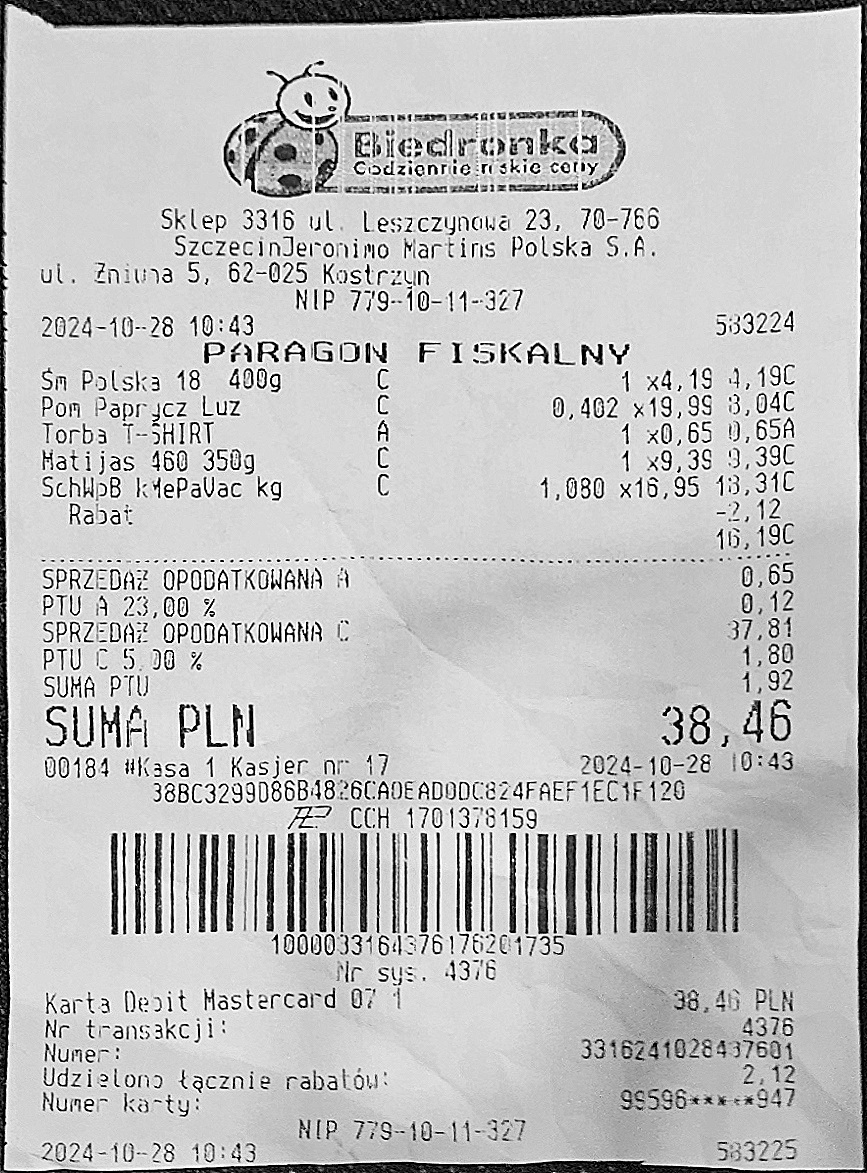 Biedronka
Codziennie niskie ceny
Sklep 3316 ul. Leszczynowa 23, 70-766
SzczecinJeronimo Martins Polska S.A.
ul. Żniwna 5, 62-025 Kostrzyn
NIP 779-10-11-327
2024-10-28 10:43 583224
PARAGON FISKALNY
Śm Polska 18 400g C 1 x4,19 4,19C
Pom Paprycz Luz C 0,402 x19,99 8,04C
Torba T-SHIRT A 1 x0,65 0,65A
Matijas 460 350g C 1 x9,39 9,39C
SchWpB kMePaVac kg C 1,080 x16,95 18,31C
Rabat -2,12
16,19C
SPRZEDAŻ OPODATKOWANA A 0,65
PTU A 23,00 % 0,12
SPRZEDAŻ OPODATKOWANA C 37,81
PTU C 5,00 % 1,80
SUMA PTU 1,92
SUMA PLN 38,46
00184 #Kasa 1 Kasjer nr 17 2024-10-28 10:43
38BC3299D86B4826CA0EAD0DC824FAEF1EC1F120
CCH 1701378159
1000033164376176201735
Nr sys. 4376
Karta Debit Mastercard 07 1 38,46 PLN
Nr transakcji: 4376
Numer: 3316241028437601
Udzielono łącznie rabatów: 2,12
Numer karty: 99596*****947
NIP 779-10-11-327
2024-10-28 10:43 583225